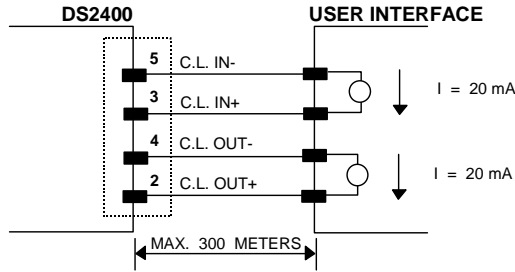 DS2400 USER INTERFACE
5 C.L. IN-
3 C.L. IN+
I = 20 mA
4 C.L. OUT-
2 C.L. OUT+
I = 20 mA
MAX. 300 METERS